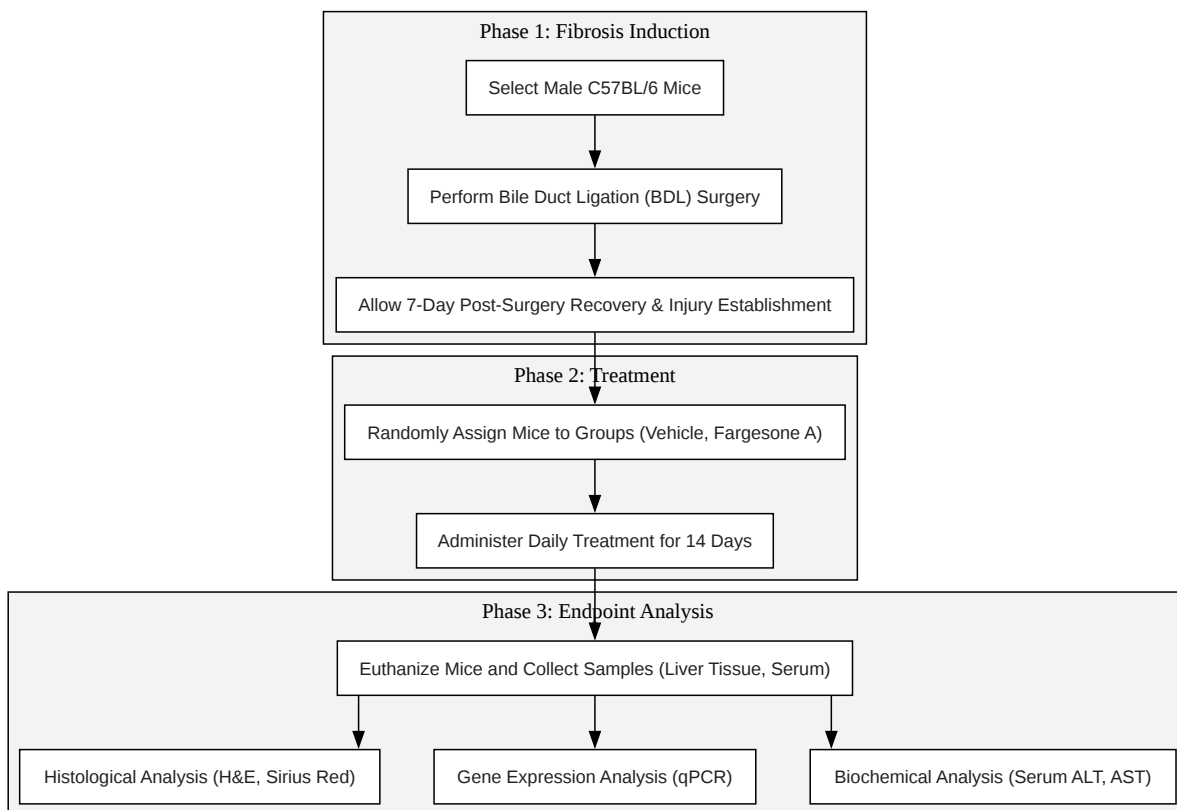 Phase 1: Fibrosis Induction
Select Male C57BL/6 Mice
Perform Bile Duct Ligation (BDL) Surgery
Allow 7-Day Post-Surgery Recovery & Injury Establishment
Phase 2: Treatment
Randomly Assign Mice to Groups (Vehicle, Fargesone A)
Administer Daily Treatment for 14 Days
Phase 3: Endpoint Analysis
Euthanize Mice and Collect Samples (Liver Tissue, Serum)
Histological Analysis (H&E, Sirius Red)
Gene Expression Analysis (qPCR)
Biochemical Analysis (Serum ALT, AST)